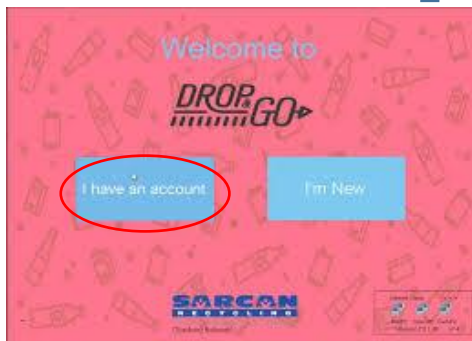 Welcome to
DROP & GO
I have an account
I'm New
SARCAN
RECYCLING